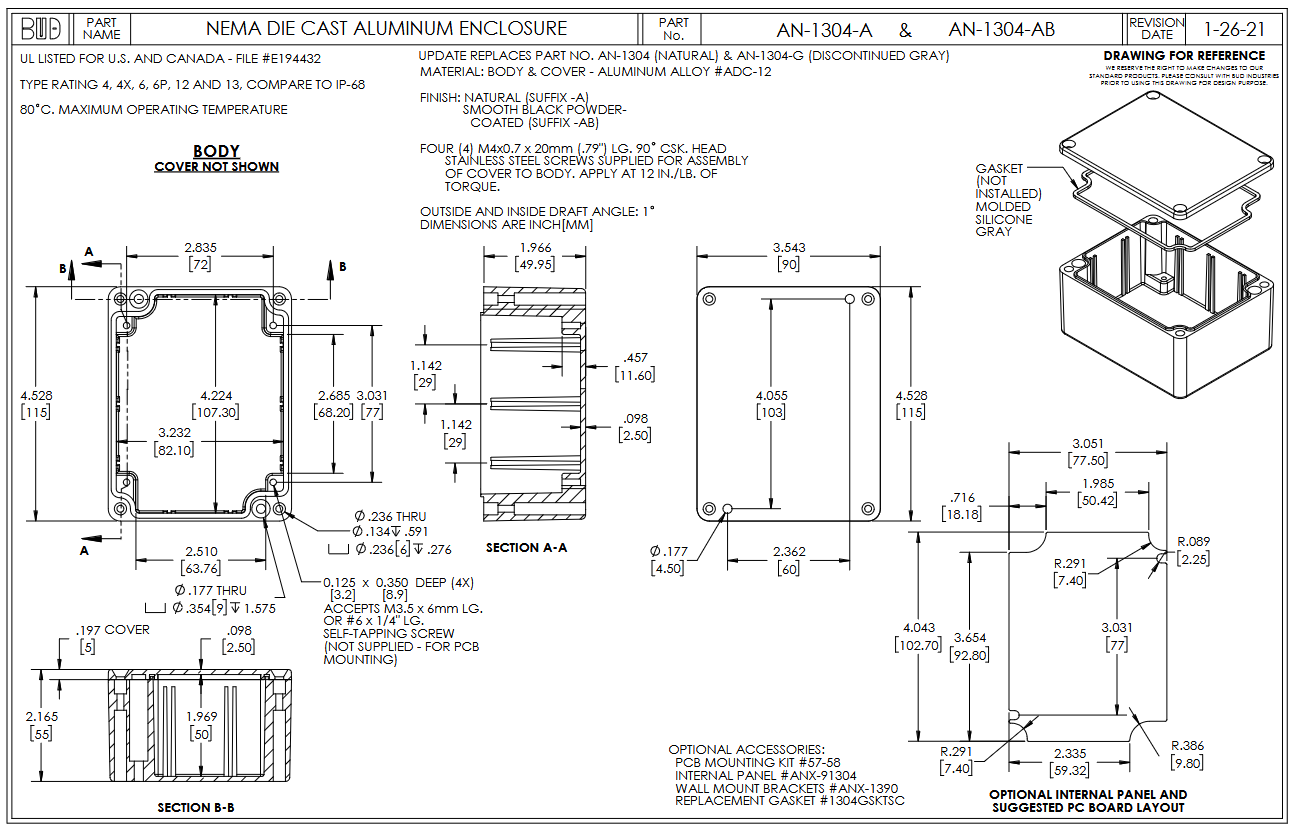 BUD
PART
NAME
NEMA DIE CAST ALUMINUM ENCLOSURE
PART
No.
AN-1304-A & AN-1304-AB
REVISION
DATE
1-26-21
UL LISTED FOR U.S. AND CANADA - FILE #E194432
TYPE RATING 4, 4X, 6, 6P, 12 AND 13, COMPARE TO IP-68
80°C. MAXIMUM OPERATING TEMPERATURE
UPDATE REPLACES PART NO. AN-1304 (NATURAL) & AN-1304-G (DISCONTINUED GRAY)
MATERIAL: BODY & COVER - ALUMINUM ALLOY #ADC-12
FINISH: NATURAL (SUFFIX -A)
SMOOTH BLACK POWDER-
COATED (SUFFIX -AB)
FOUR (4) M4x0.7 x 20mm (.79") LG. 90° CSK. HEAD
STAINLESS STEEL SCREWS SUPPLIED FOR ASSEMBLY
OF COVER TO BODY. APPLY AT 12 IN./LB. OF
TORQUE.
OUTSIDE AND INSIDE DRAFT ANGLE: 1°
DIMENSIONS ARE INCH[MM]
DRAWING FOR REFERENCE
WE RESERVE THE RIGHT TO MAKE CHANGES TO OUR
STANDARD PRODUCTS. PLEASE CONSULT WITH BUD INDUSTRIES
PRIOR TO USING THIS DRAWING FOR DESIGN PURPOSE.
GASKET
(NOT
INSTALLED)
MOLDED
SILICONE
GRAY
BODY
COVER NOT SHOWN
A
B
2.835
[72]
B
4.528
[115]
4.224
[107.30]
3.232
[82.10]
2.685
[68.20]
3.031
[77]
A
2.510
[63.76]
Ø.236 THRU
Ø.134↧.591
⌴ Ø.236[6]↧.276
Ø.177 THRU
⌴ Ø.354[9]↧1.575
0.125 x 0.350 DEEP (4X)
[3.2] [8.9]
ACCEPTS M3.5 x 6mm LG.
OR #6 x 1/4" LG.
SELF-TAPPING SCREW
(NOT SUPPLIED - FOR PCB
MOUNTING)
1.966
[49.95]
1.142
[29]
1.142
[29]
.457
[11.60]
.098
[2.50]
SECTION A-A
3.543
[90]
4.055
[103]
4.528
[115]
Ø.177
[4.50]
2.362
[60]
.197 COVER
[5]
.098
[2.50]
2.165
[55]
1.969
[50]
SECTION B-B
3.051
[77.50]
1.985
[50.42]
.716
[18.18]
R.089
[2.25]
R.291
[7.40]
4.043
[102.70]
3.654
[92.80]
3.031
[77]
R.291
[7.40]
2.335
[59.32]
R.386
[9.80]
OPTIONAL INTERNAL PANEL AND
SUGGESTED PC BOARD LAYOUT
OPTIONAL ACCESSORIES:
PCB MOUNTING KIT #57-58
INTERNAL PANEL #ANX-91304
WALL MOUNT BRACKETS #ANX-1390
REPLACEMENT GASKET #1304GSKTSC